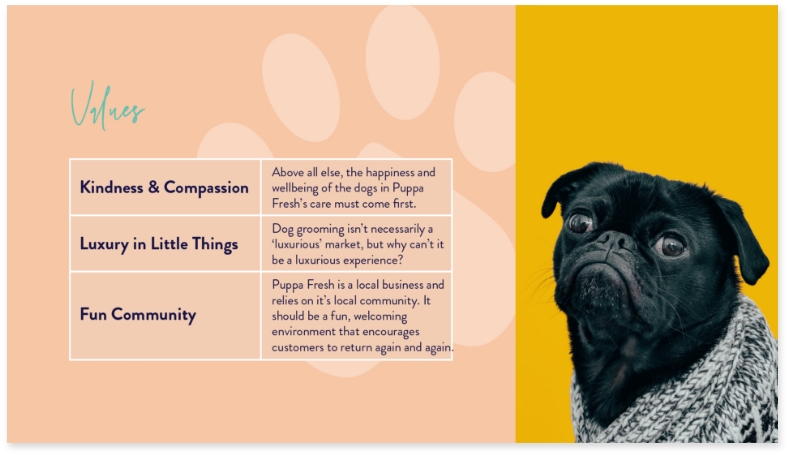 Values
Kindness & Compassion
Above all else, the happiness and
wellbeing of the dogs in Puppa
Fresh's care must come first.
Luxury in Little Things
Dog grooming isn't necessarily a
'luxurious' market, but why can't it
be a luxurious experience?
Fun Community
Puppa Fresh is a local business and
relies on it's local community. It
should be a fun, welcoming
environment that encourages
customers to return again and again.